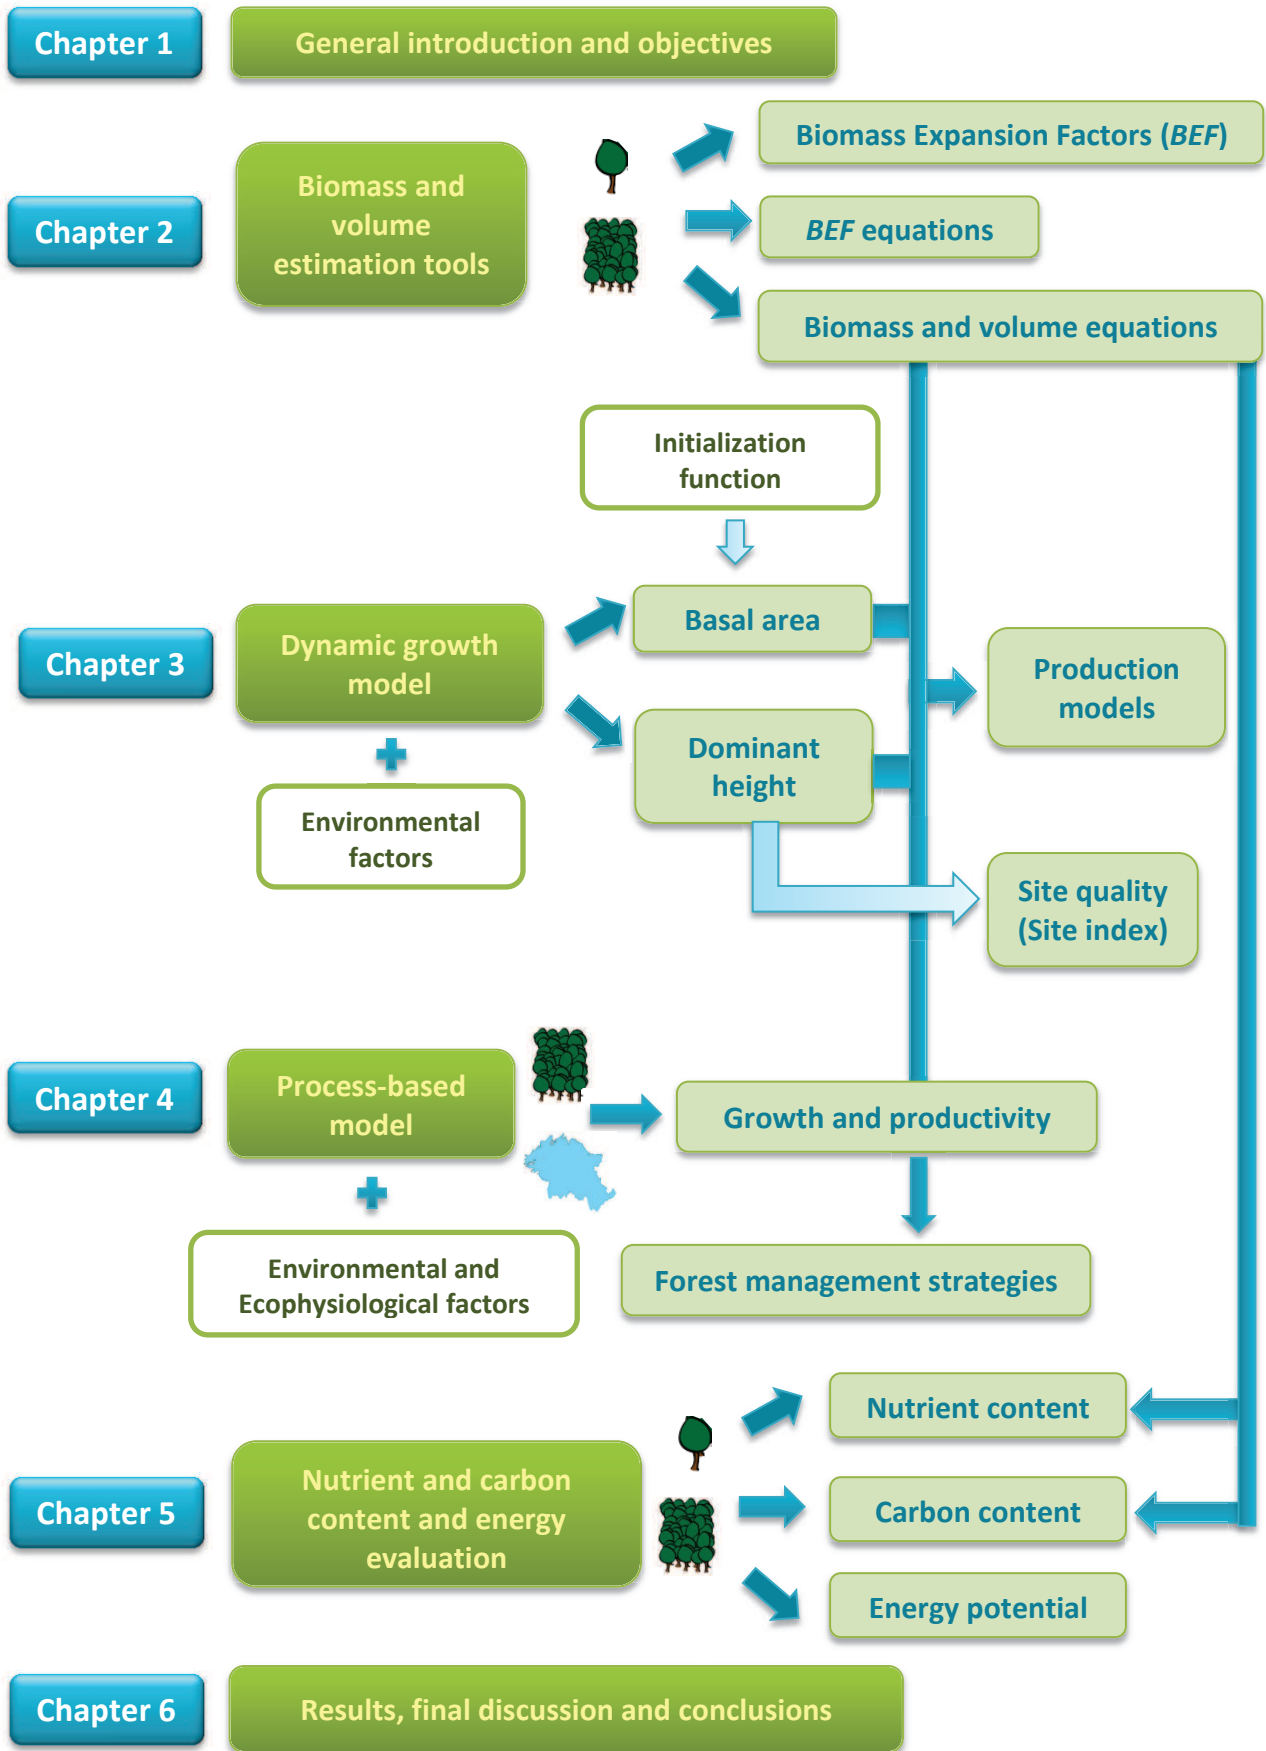 Chapter 1
General introduction and objectives
Chapter 2
Biomass and
volume
estimation tools
Biomass Expansion Factors (BEF)
BEF equations
Biomass and volume equations
Initialization
function
Chapter 3
Dynamic growth
model
Basal area
Production
models
Dominant
height
Environmental
factors
Site quality
(Site index)
Chapter 4
Process-based
model
Growth and productivity
Environmental and
Ecophysiological factors
Forest management strategies
Chapter 5
Nutrient and carbon
content and energy
evaluation
Nutrient content
Carbon content
Energy potential
Chapter 6
Results, final discussion and conclusions